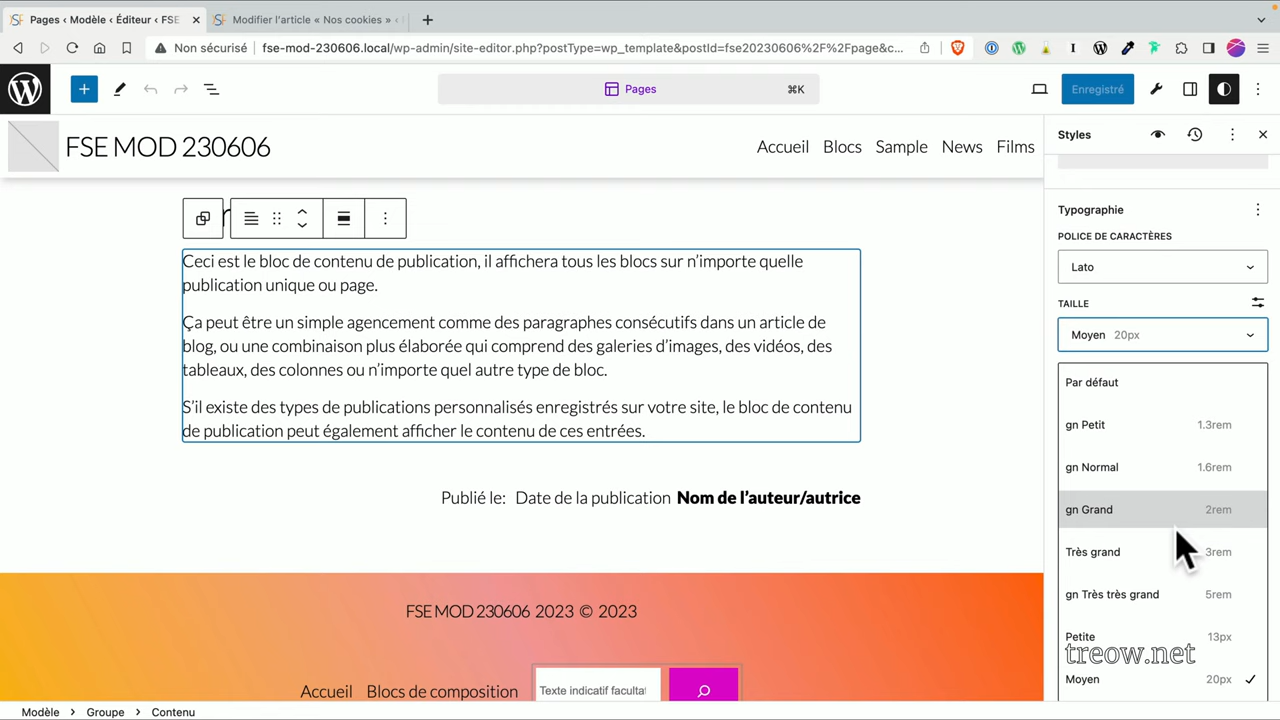 Pages ‹ Modèle ‹ Éditeur ‹ FSE
Modifier l'article « Nos cookies » ‹
Non sécurisé
fse-mod-230606.local/wp-admin/site-editor.php?postType=wp_template&postId=fse20230606%2F%2Fpage&c...
Pages
⌘K
Enregistré
FSE MOD 230606
Accueil
Blocs
Sample
News
Films
Ceci est le bloc de contenu de publication, il affichera tous les blocs sur n’importe quelle
publication unique ou page.
Ça peut être un simple agencement comme des paragraphes consécutifs dans un article de
blog, ou une combinaison plus élaborée qui comprend des galeries d’images, des vidéos, des
tableaux, des colonnes ou n’importe quel autre type de bloc.
S’il existe des types de publications personnalisés enregistrés sur votre site, le bloc de contenu
de publication peut également afficher le contenu de ces entrées.
Publié le: Date de la publication Nom de l’auteur/autrice
FSE MOD 230606 2023 © 2023
Accueil
Blocs de composition
Texte indicatif facultat
Styles
Typographie
POLICE DE CARACTÈRES
Lato
TAILLE
Moyen 20px
Par défaut
gn Petit 1.3rem
gn Normal 1.6rem
gn Grand 2rem
Très grand 3rem
gn Très très grand 5rem
Petite 13px
treow.net
Moyen 20px
Modèle
Groupe
Contenu